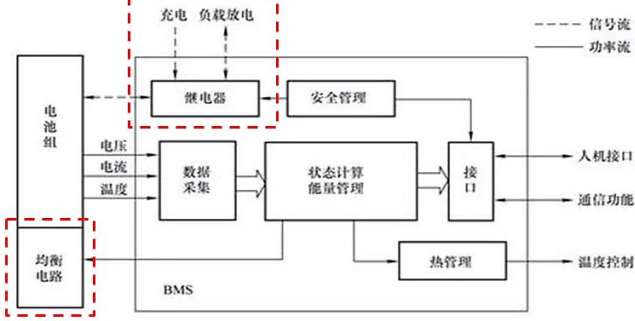 充电 负载放电
信号流
功率流
继电器
安全管理
电池组
电压
电流
温度
数据
采集
状态计算
能量管理
接口
人机接口
通信功能
均衡
电路
热管理
温度控制
BMS